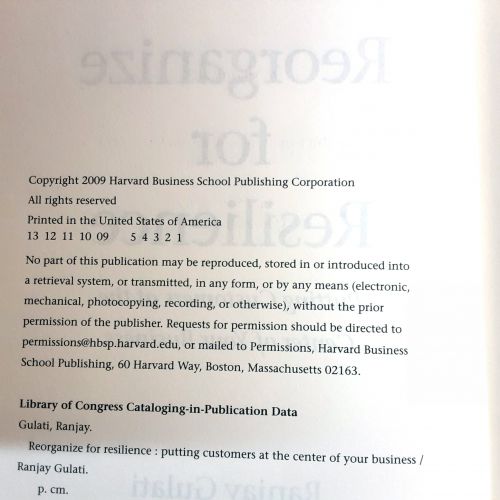 Reorganize
for
Resilience
Copyright 2009 Harvard Business School Publishing Corporation
All rights reserved
Printed in the United States of America
13 12 11 10 09 5 4 3 2 1
No part of this publication may be reproduced, stored in or introduced into
a retrieval system, or transmitted, in any form, or by any means (electronic,
mechanical, photocopying, recording, or otherwise), without the prior
permission of the publisher. Requests for permission should be directed to
permissions@hbsp.harvard.edu, or mailed to Permissions, Harvard Business
School Publishing, 60 Harvard Way, Boston, Massachusetts 02163.
Library of Congress Cataloging-in-Publication Data
Gulati, Ranjay.
Reorganize for resilience : putting customers at the center of your business /
Ranjay Gulati.
p. cm.
Ranjay Gulati